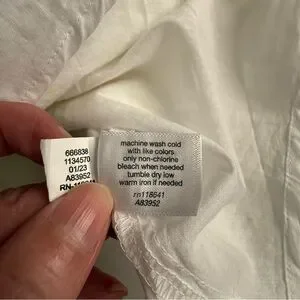 666838
1134570
01/23
A83952
machine wash cold
with like colors
only non-chlorine
bleach when needed
tumble dry low
warm iron if needed
rn118641
A83952